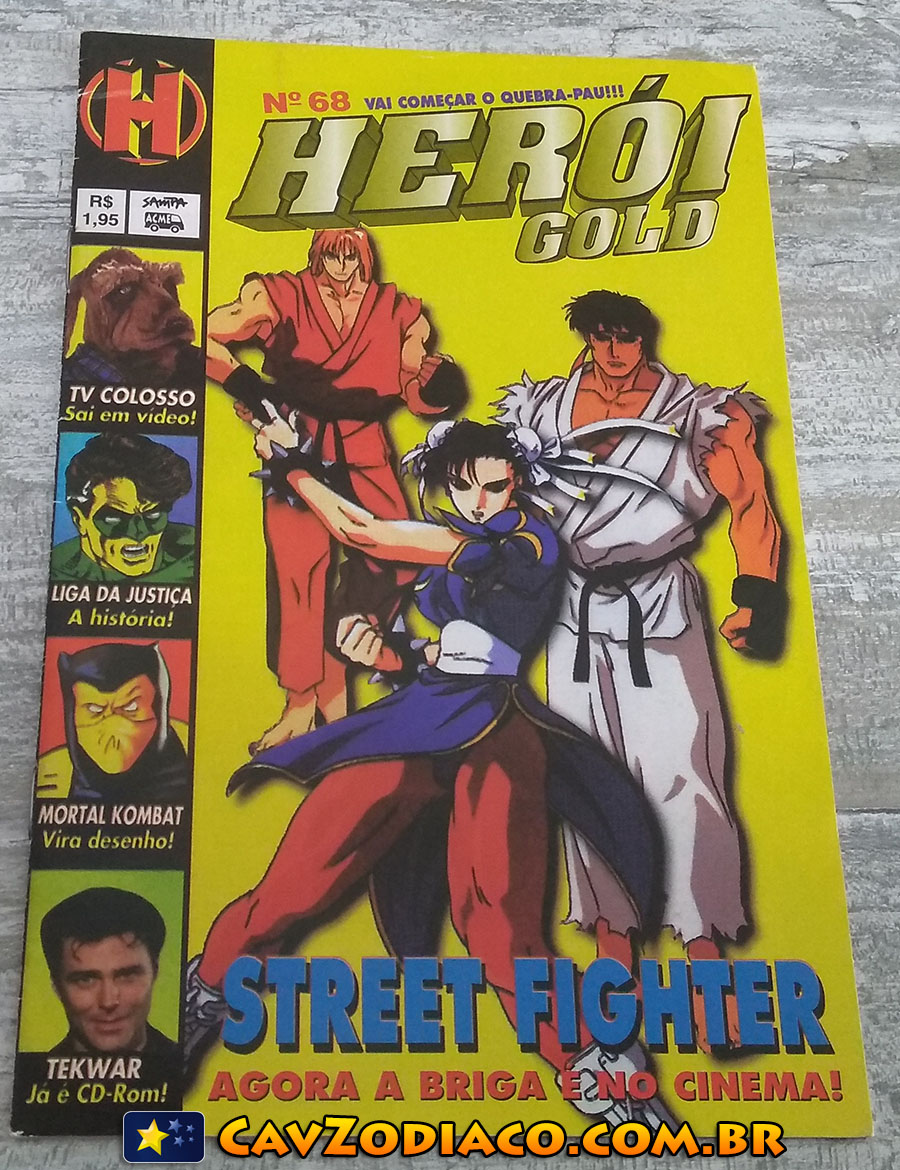 H
Nº 68 VAI COMEÇAR O QUEBRA-PAU!!!
HERÓI
GOLD
R$
1,95
SAMPA
ACME
TV COLOSSO
Sai em vídeo!
LIGA DA JUSTIÇA
A história!
MORTAL KOMBAT
Vira desenho!
TEKWAR
Já é CD-Rom!
STREET FIGHTER
AGORA A BRIGA É NO CINEMA!
CAVZODIACO.COM.BR